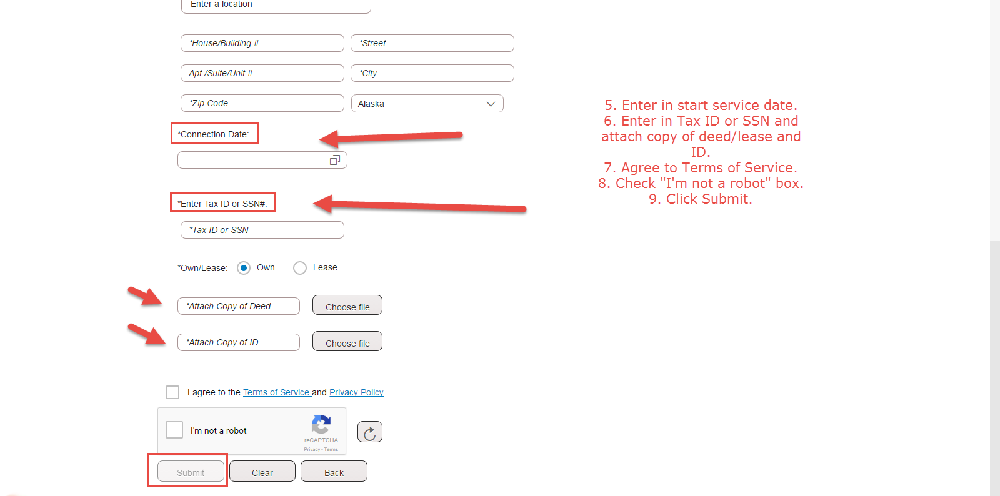 Enter a location
*House/Building # *Street
Apt./Suite/Unit # *City
*Zip Code Alaska
*Connection Date:
*Enter Tax ID or SSN#:
*Tax ID or SSN
*Own/Lease: Own Lease
*Attach Copy of Deed Choose file
*Attach Copy of ID Choose file
I agree to the Terms of Service and Privacy Policy.
I'm not a robot
reCAPTCHA
Privacy - Terms
Submit Clear Back
5. Enter in start service date.
6. Enter in Tax ID or SSN and
attach copy of deed/lease and
ID.
7. Agree to Terms of Service.
8. Check "I'm not a robot" box.
9. Click Submit.